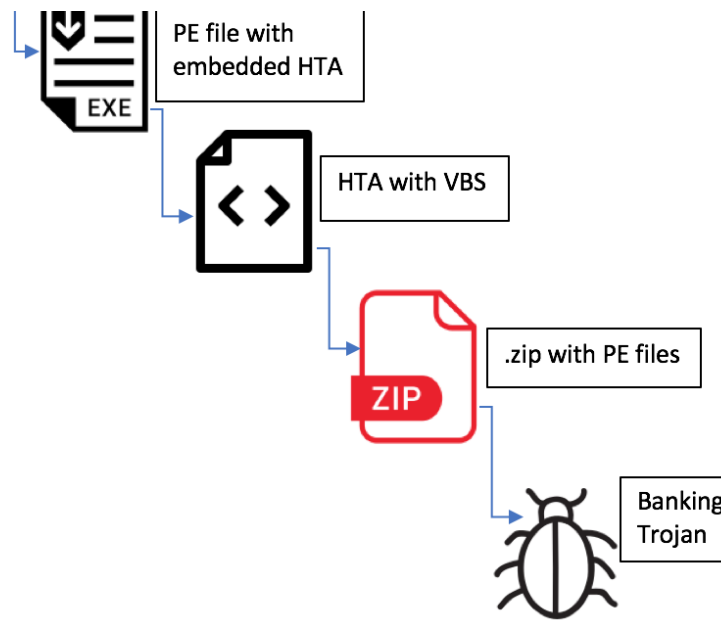 PE file with
embedded HTA
EXE
HTA with VBS
.zip with PE files
ZIP
Banking
Trojan